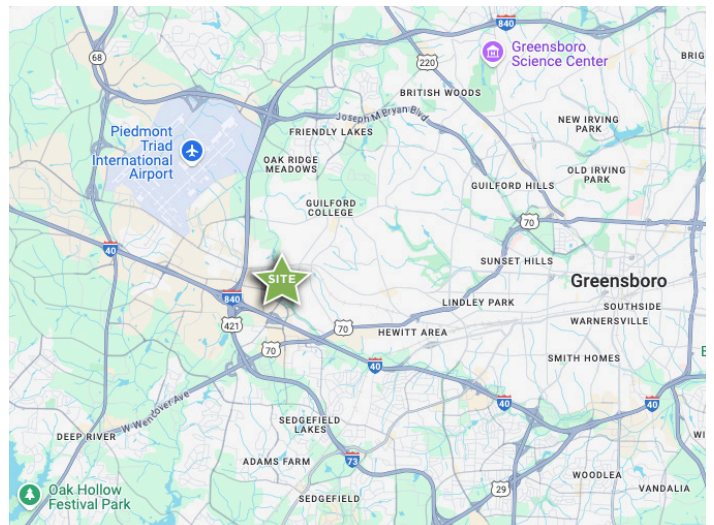 840
68
Greensboro
Science Center
220
BRIG
BRITISH WOODS
Joseph M Bryan Blvd
NEW IRVING
PARK
Piedmont
Triad
International
Airport
FRIENDLY LAKES
OAK RIDGE
MEADOWS
OLD IRVING
PARK
GUILFORD HILLS
GUILFORD
COLLEGE
70
40
SUNSET HILLS
SITE
Greensboro
840
LINDLEY PARK
SOUTHSIDE
421
70
HEWITT AREA
WARNERSVILLE
70
SMITH HOMES
E
40
W Wendover Ave
40
40
DEEP RIVER
SEDGEFIELD
LAKES
WI
ADAMS FARM
73
WOODLEA
VANDALIA
Oak Hollow
Festival Park
SEDGEFIELD
29